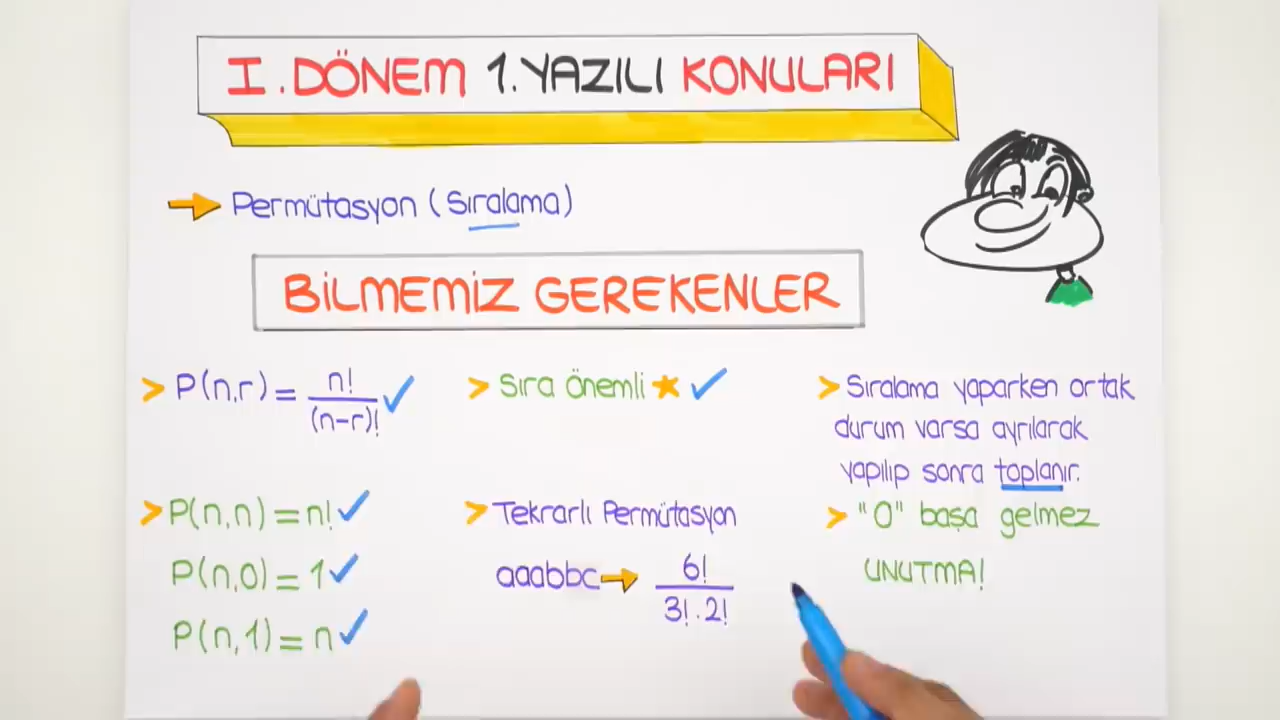 I. DÖNEM 1. YAZILI KONULARI
Permütasyon (Sıralama)
BİLMEMİZ GEREKENLER
> P(n,r) = n! / (n-r)!
> Sıra önemli
> Sıralama yaparken ortak
durum varsa ayrılarak
yapılıp sonra toplanır.
> P(n,n) = n!
P(n,0) = 1
P(n,1) = n
> Tekrarlı Permütasyon
aaabbc → 6! / 3! . 2!
> "0" başa gelmez
UNUTMA!